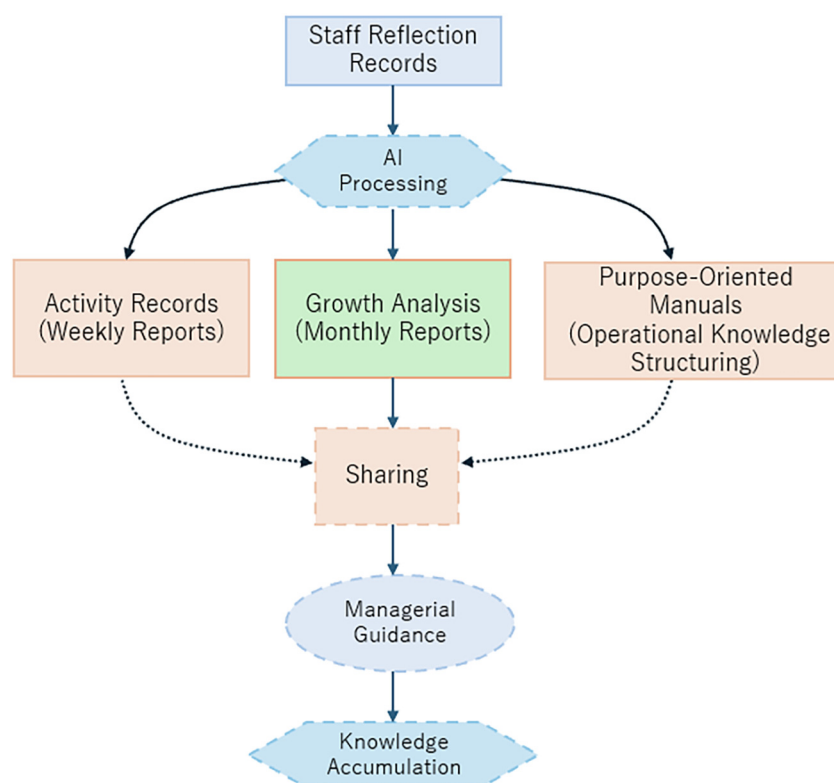 Staff Reflection
Records
AI
Processing
Activity Records
(Weekly Reports)
Growth Analysis
(Monthly Reports)
Purpose-Oriented
Manuals
(Operational Knowledge
Structuring)
Sharing
Managerial
Guidance
Knowledge
Accumulation